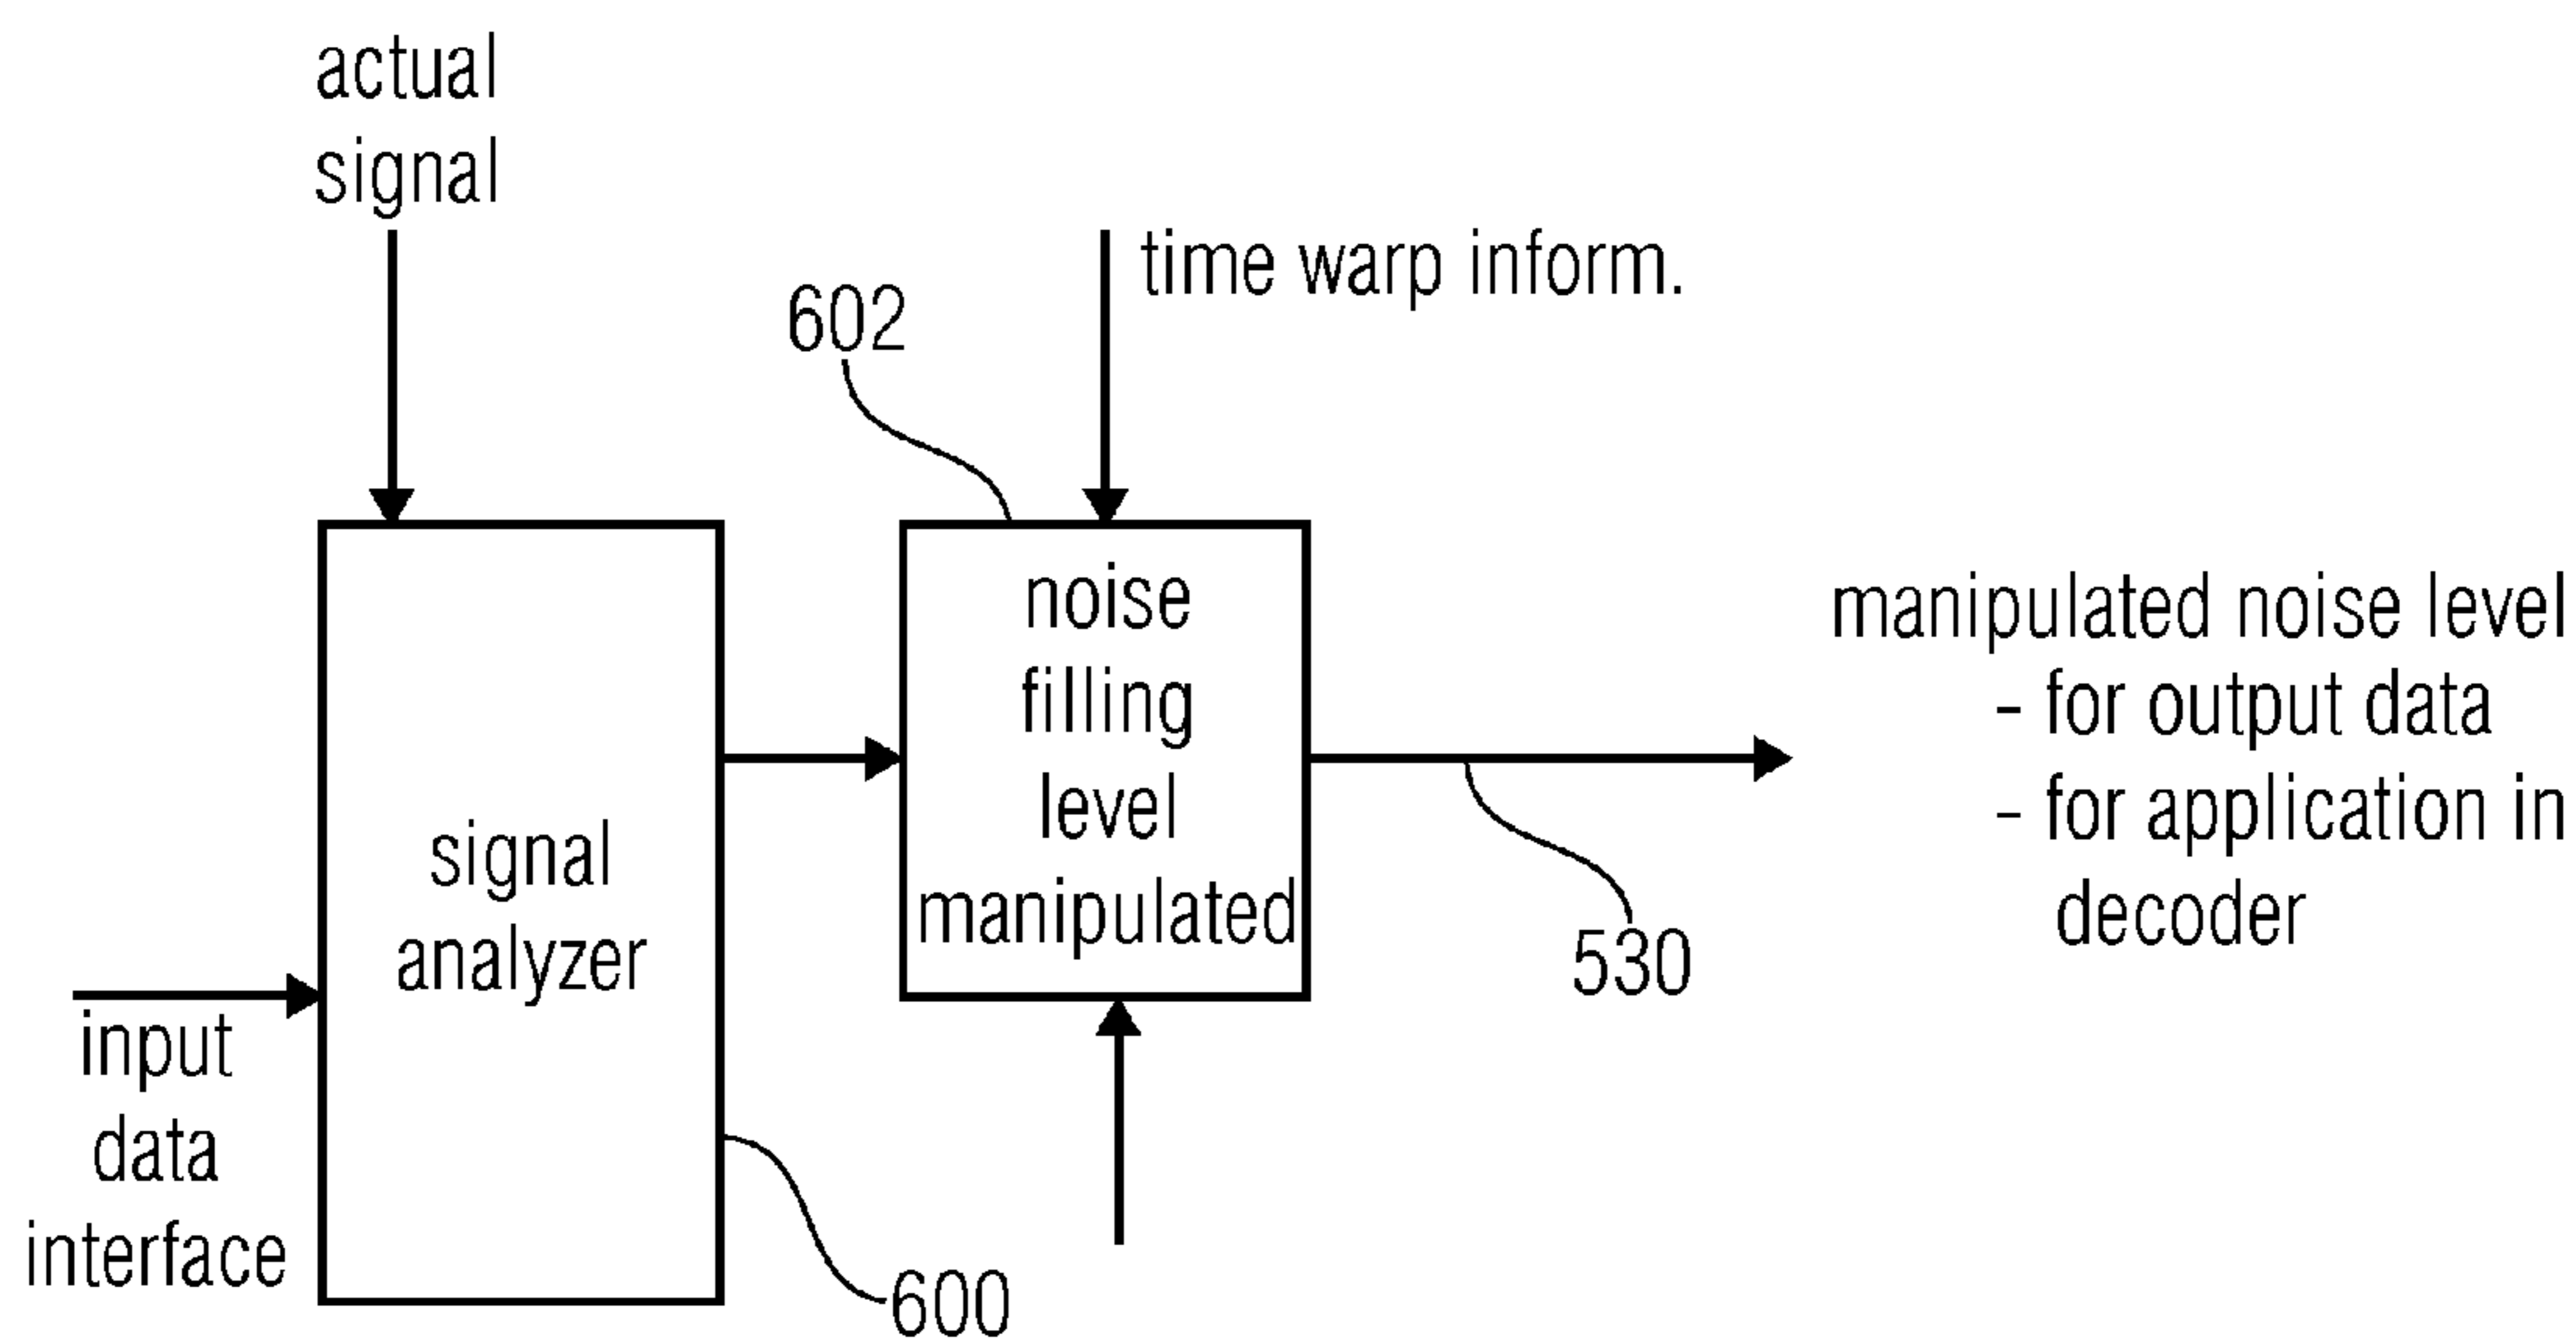 actual
signal
time warp inform.
602
noise
filling
level
manipulated
manipulated noise level
- for output data
- for application in
decoder
signal
analyzer
530
input
data
interface
600